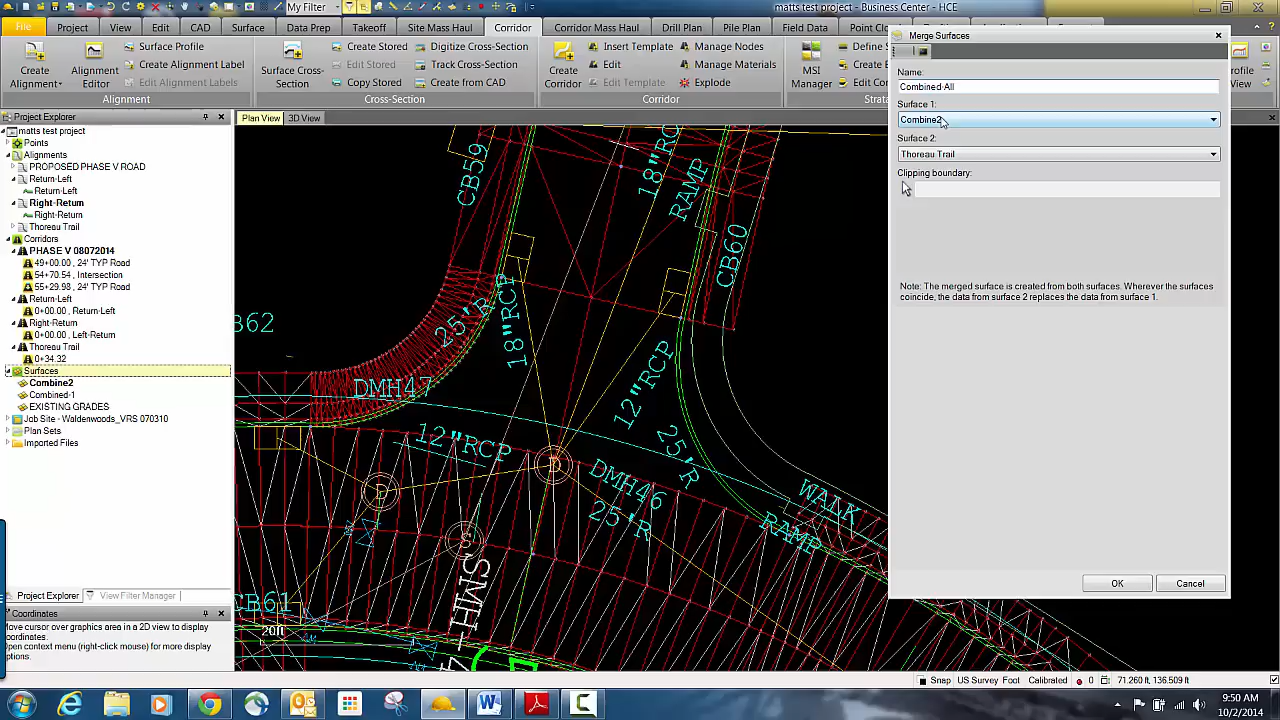 matts test project - Business Center - HCE
My Filter
File
Project
View
Edit
CAD
Surface
Data Prep
Takeoff
Site Mass Haul
Corridor
Corridor Mass Haul
Drill Plan
Pile Plan
Field Data
Create Alignment
Alignment Editor
Surface Profile
Create Alignment Label
Edit Alignment Labels
Alignment
Surface Cross-Section
Create Stored
Edit Stored
Copy Stored
Digitize Cross-Section
Track Cross-Section
Create from CAD
Cross-Section
Create Corridor
Insert Template
Edit
Edit Template
Manage Nodes
Manage Materials
Explode
Corridor
MSI Manager
Project Explorer
matts test project
Points
Alignments
PROPOSED PHASE V ROAD
Return-Left
Return-Left
Right-Return
Right-Return
Thoreau Trail
Corridors
PHASE V 08072014
49+00.00 , 24' TYP Road
54+70.54 , Intersection
55+29.98 , 24' TYP Road
Return-Left
0+00.00 , Return-Left
Right-Return
0+00.00 , Left-Return
Thoreau Trail
0+34.32
Surfaces
Combine2
Combined-1
EXISTING GRADES
Job Site - Waldenwoods_VRS 070310
Plan Sets
Imported Files
Project Explorer
View Filter Manager
Coordinates
Move cursor over graphics area in a 2D view to display
coordinates.
Open context menu (right-click mouse) for more display
options.
Plan View
3D View
CB59
18"RCP
RAMP
CB60
25'R
18"RCP
DMH47
12"RCP
12"RCP
25'R
DMH46
25'R
WALK
RAMP
CB61
20ft
Merge Surfaces
Name:
Combined-All
Surface 1:
Combine2
Surface 2:
Thoreau Trail
Clipping boundary:
Note: The merged surface is created from both surfaces. Wherever the surfaces
coincide, the data from surface 2 replaces the data from surface 1.
OK
Cancel
Snap
US Survey Foot
Calibrated
0
71.260 ft, 136.509 ft
9:50 AM
10/2/2014